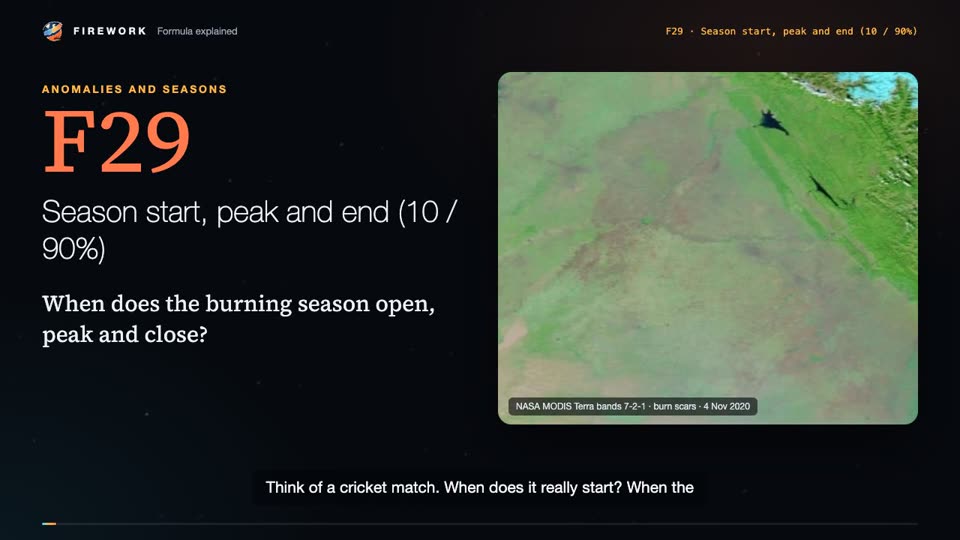 FIREWORK Formula explained
F29 · Season start, peak and end (10 / 90%)
ANOMALIES AND SEASONS
F29
Season start, peak and end (10 /
90%)
When does the burning season open,
peak and close?
NASA MODIS Terra bands 7-2-1 · burn scars · 4 Nov 2020
Think of a cricket match. When does it really start? When the